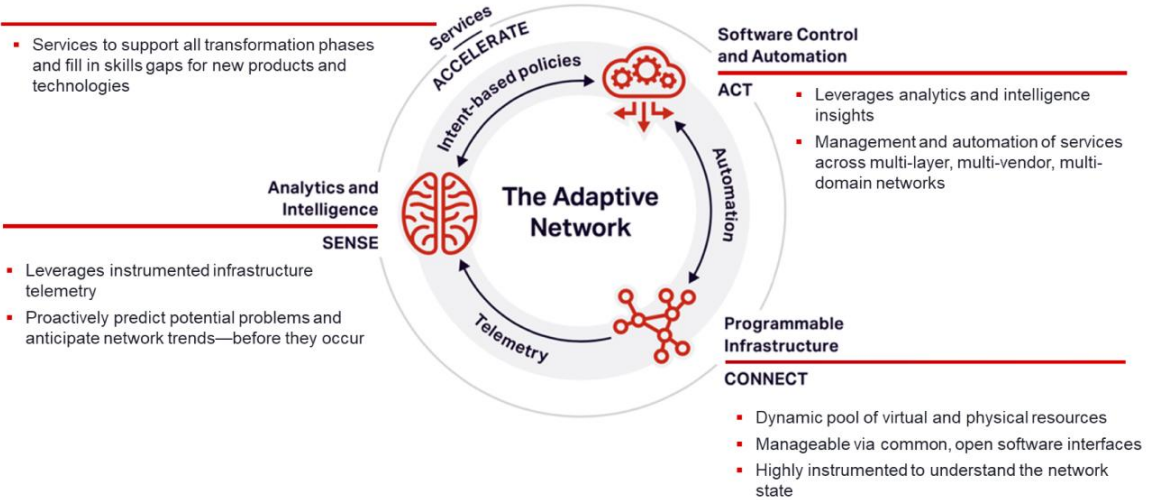 Services
ACCELERATE
▪ Services to support all transformation phases
and fill in skills gaps for new products and
technologies
Intent-based policies
Software Control
and Automation
ACT
▪ Leverages analytics and intelligence
insights
▪ Management and automation of services
across multi-layer, multi-vendor, multi-
domain networks
Automation
The Adaptive
Network
Analytics and
Intelligence
SENSE
▪ Leverages instrumented infrastructure
telemetry
▪ Proactively predict potential problems and
anticipate network trends—before they occur
Telemetry
Programmable
Infrastructure
CONNECT
▪ Dynamic pool of virtual and physical resources
▪ Manageable via common, open software interfaces
▪ Highly instrumented to understand the network
state